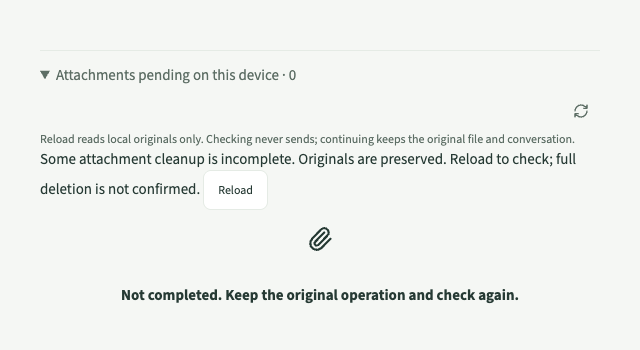 ▼ Attachments pending on this device · 0
Reload reads local originals only. Checking never sends; continuing keeps the original file and conversation.
Some attachment cleanup is incomplete. Originals are preserved. Reload to check; full
deletion is not confirmed. Reload
Not completed. Keep the original operation and check again.